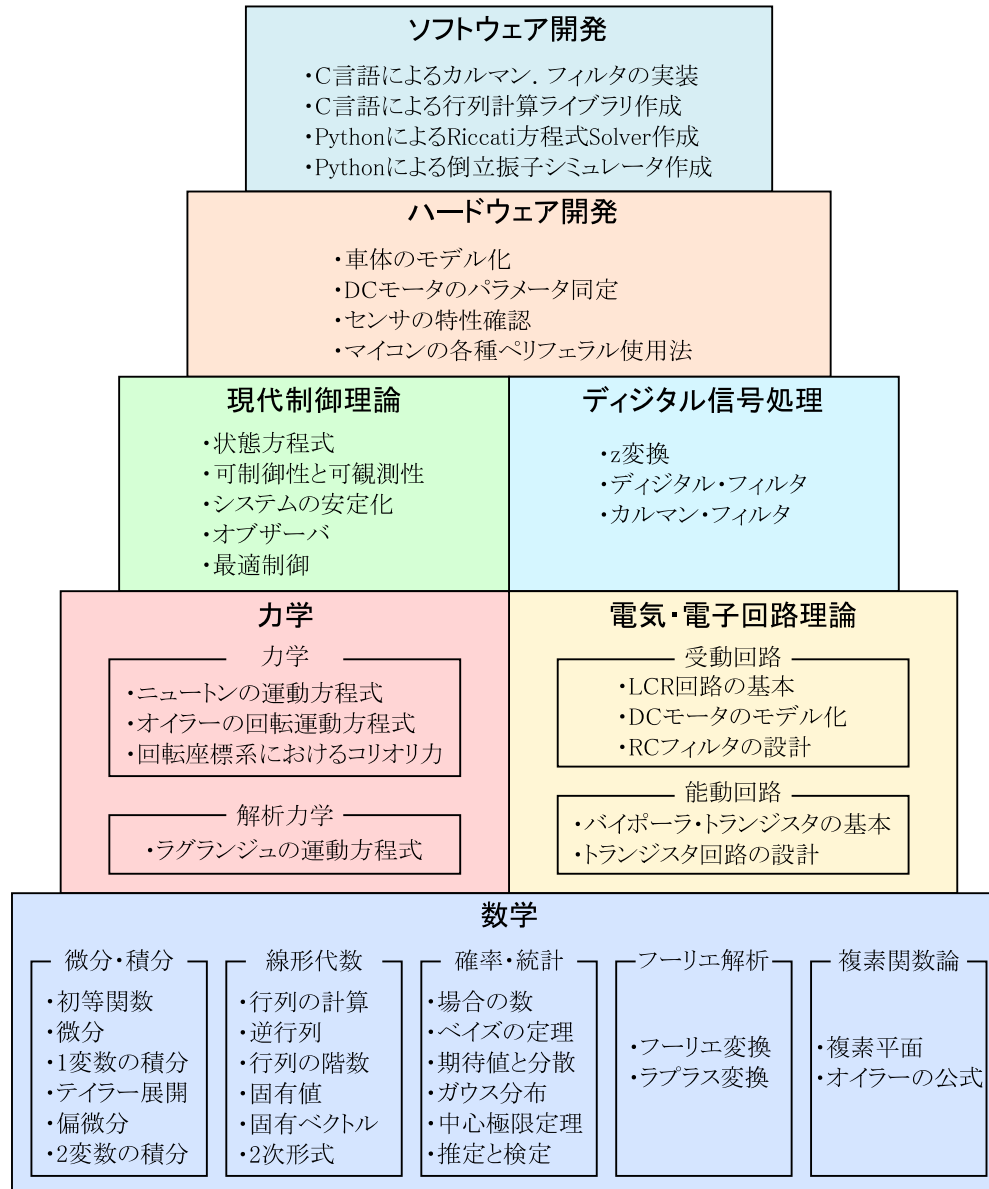 ソフトウェア開発
・C言語によるカルマン．フィルタの実装
・C言語による行列計算ライブラリ作成
・PythonによるRiccati方程式Solver作成
・Pythonによる倒立振子シミュレータ作成
ハードウェア開発
・車体のモデル化
・DCモータのパラメータ同定
・センサの特性確認
・マイコンの各種ペリフェラル使用法
現代制御理論
・状態方程式
・可制御性と可観測性
・システムの安定化
・オブザーバ
・最適制御
ディジタル信号処理
・z変換
・ディジタル・フィルタ
・カルマン・フィルタ
力学
力学
・ニュートンの運動方程式
・オイラーの回転運動方程式
・回転座標系におけるコリオリ力
解析力学
・ラグランジュの運動方程式
電気・電子回路理論
受動回路
・LCR回路の基本
・DCモータのモデル化
・RCフィルタの設計
能動回路
・バイポーラ・トランジスタの基本
・トランジスタ回路の設計
数学
微分・積分
・初等関数
・微分
・1変数の積分
・テイラー展開
・偏微分
・2変数の積分
線形代数
・行列の計算
・逆行列
・行列の階数
・固有値
・固有ベクトル
・2次形式
確率・統計
・場合の数
・ベイズの定理
・期待値と分散
・ガウス分布
・中心極限定理
・推定と検定
フーリエ解析
・フーリエ変換
・ラプラス変換
複素関数論
・複素平面
・オイラーの公式